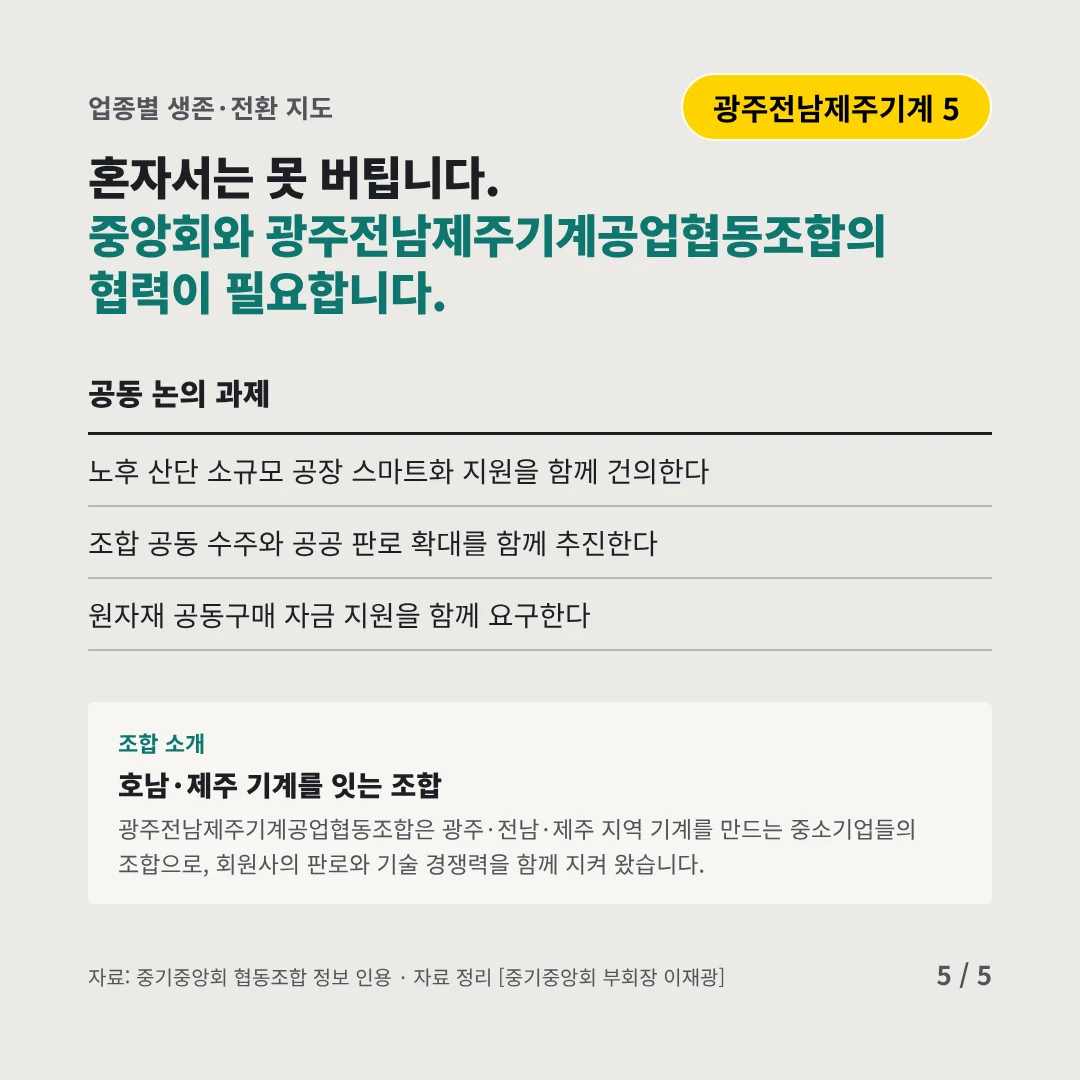 업종별 생존·전환 지도
광주전남제주기계 5
혼자서는 못 버팁니다.
중앙회와 광주전남제주기계공업협동조합의
협력이 필요합니다.
공동 논의 과제
노후 산단 소규모 공장 스마트화 지원을 함께 건의한다
조합 공동 수주와 공공 판로 확대를 함께 추진한다
원자재 공동구매 자금 지원을 함께 요구한다
조합 소개
호남·제주 기계를 잇는 조합
광주전남제주기계공업협동조합은 광주·전남·제주 지역 기계를 만드는 중소기업들의
조합으로, 회원사의 판로와 기술 경쟁력을 함께 지켜 왔습니다.
자료: 중기중앙회 협동조합 정보 인용 · 자료 정리 [중기중앙회 부회장 이재광]
5 / 5